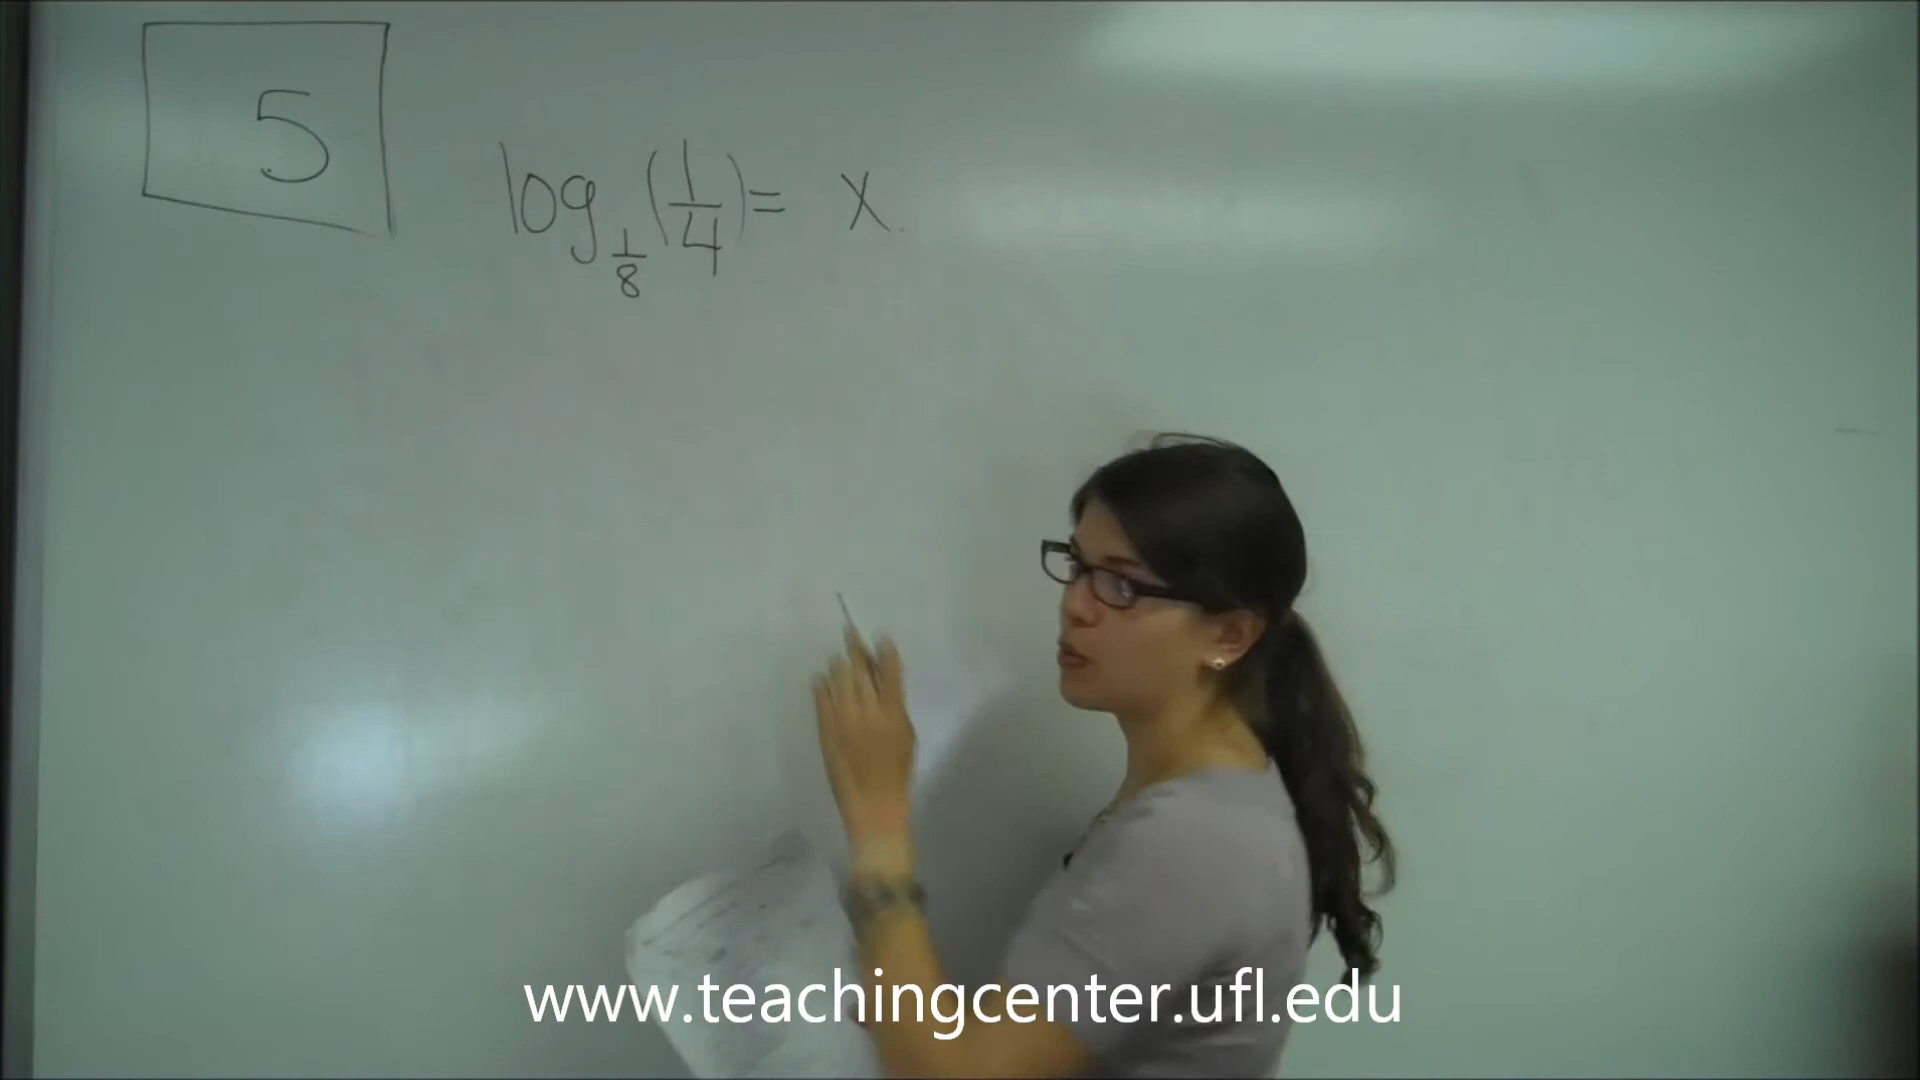 5
log_{1/8} (1/4) = x
www.teachingcenter.ufl.edu